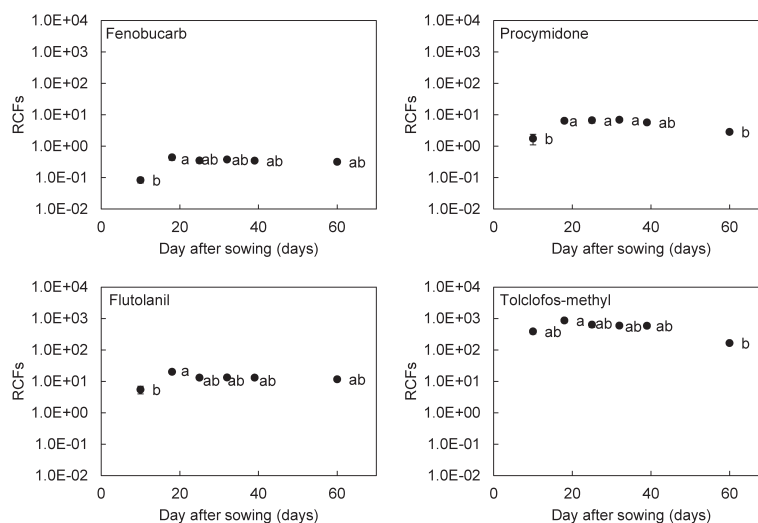 Fenobucarb
1.0E+04
1.0E+03
1.0E+02
1.0E+01
1.0E+00
1.0E-01
1.0E-02
RCFs
b a ab ab ab ab
0 20 40 60
Day after sowing (days)
Procymidone
1.0E+04
1.0E+03
1.0E+02
1.0E+01
1.0E+00
1.0E-01
1.0E-02
RCFs
b a a a ab b
0 20 40 60
Day after sowing (days)
Flutolanil
1.0E+04
1.0E+03
1.0E+02
1.0E+01
1.0E+00
1.0E-01
1.0E-02
RCFs
b a ab ab ab ab
0 20 40 60
Day after sowing (days)
Tolclofos-methyl
1.0E+04
1.0E+03
1.0E+02
1.0E+01
1.0E+00
1.0E-01
1.0E-02
RCFs
ab a ab ab ab b
0 20 40 60
Day after sowing (days)